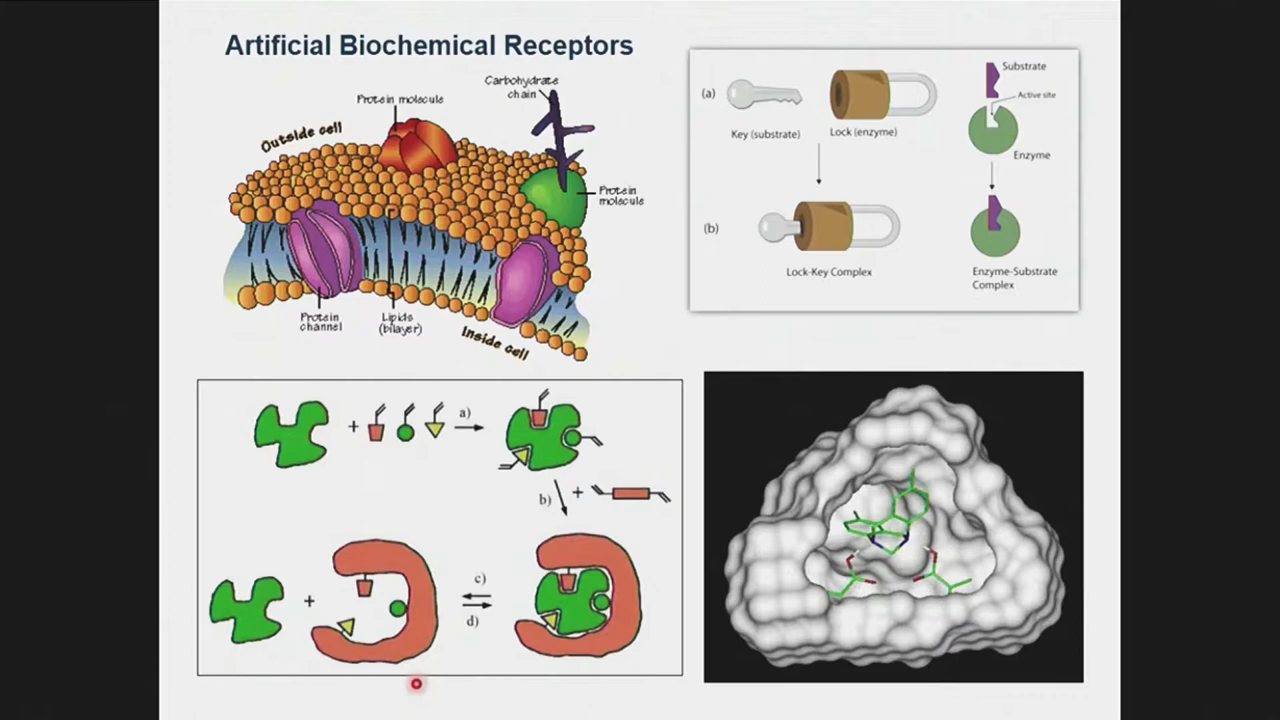 Artificial Biochemical Receptors
Carbohydrate
chain
Protein molecule
Outside cell
Protein
molecule
Protein
channel
Lipids
(bilayer)
Inside cell
(a)
Key (substrate)
Lock (enzyme)
Substrate
Active site
Enzyme
(b)
Lock-Key Complex
Enzyme-Substrate
Complex
+
a)
b)
+
+
c)
d)